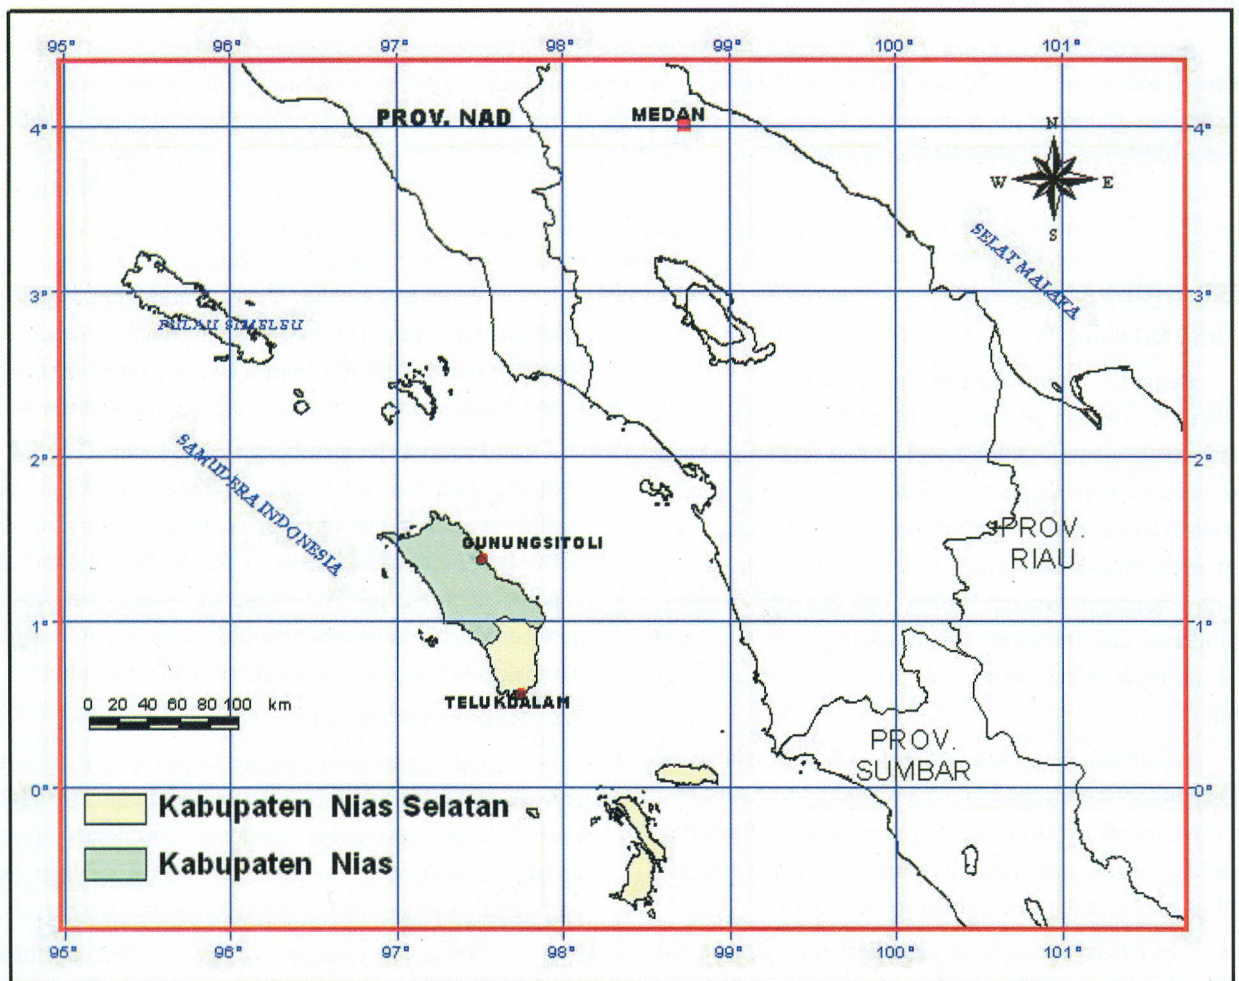 95° 96° 97° 98° 99° 100° 101°
PROV. NAD
MEDAN
4° 4°
N
W E
S
SELAT MALAKA
3° 3°
PULAU SIMELEU
2° 2°
SAMUDERA INDONESIA
GUNUNGSITOLI
PROV.
RIAU
1° 1°
TELUKDALAM
0 20 40 60 80 100 km
PROV.
SUMBAR
0° 0°
Kabupaten Nias Selatan
Kabupaten Nias
95° 96° 97° 98° 99° 100° 101°